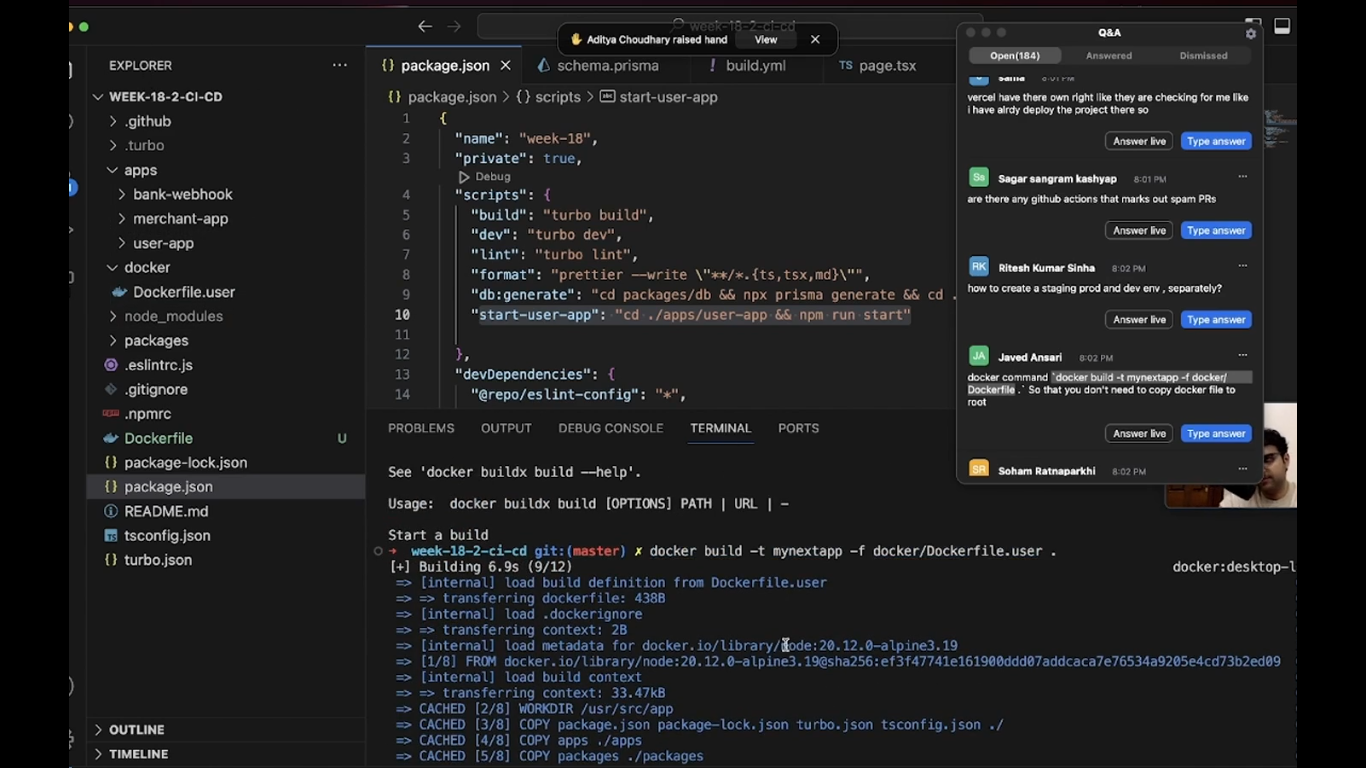 week-18-2-ci-cd
Aditya Choudhary raised hand View
EXPLORER
WEEK-18-2-CI-CD
.github
.turbo
apps
bank-webhook
merchant-app
user-app
docker
Dockerfile.user
node_modules
packages
.eslintrc.js
.gitignore
.npmrc
Dockerfile U
package-lock.json
package.json
README.md
tsconfig.json
turbo.json
OUTLINE
TIMELINE
{} package.json schema.prisma ! build.yml TS page.tsx
{} package.json > {} scripts > start-user-app
1 {
2 "name": "week-18",
3 "private": true,
Debug
4 "scripts": {
5 "build": "turbo build",
6 "dev": "turbo dev",
7 "lint": "turbo lint",
8 "format": "prettier --write \"**/*.{ts,tsx,md}\"",
9 "db:generate": "cd packages/db && npx prisma generate && cd .
10 "start-user-app": "cd ./apps/user-app && npm run start"
11
12 },
13 "devDependencies": {
14 "@repo/eslint-config": "*",
PROBLEMS OUTPUT DEBUG CONSOLE TERMINAL PORTS
See 'docker buildx build --help'.
Usage: docker buildx build [OPTIONS] PATH | URL | -
Start a build
week-18-2-ci-cd git:(master) ✗ docker build -t mynextapp -f docker/Dockerfile.user .
[+] Building 6.9s (9/12) docker:desktop-l
=> [internal] load build definition from Dockerfile.user
=> => transferring dockerfile: 438B
=> [internal] load .dockerignore
=> => transferring context: 2B
=> [internal] load metadata for docker.io/library/node:20.12.0-alpine3.19
=> [1/8] FROM docker.io/library/node:20.12.0-alpine3.19@sha256:ef3f47741e161900ddd07addcaca7e76534a9205e4cd73b2ed09
=> [internal] load build context
=> => transferring context: 33.47kB
=> CACHED [2/8] WORKDIR /usr/src/app
=> CACHED [3/8] COPY package.json package-lock.json turbo.json tsconfig.json ./
=> CACHED [4/8] COPY apps ./apps
=> CACHED [5/8] COPY packages ./packages
Q&A
Open(184) Answered Dismissed
8:01 PM
vercel have there own right like they are checking for me like
i have alrdy deploy the project there so
Answer live Type answer
Ss Sagar sangram kashyap 8:01 PM
are there any github actions that marks out spam PRs
Answer live Type answer
RK Ritesh Kumar Sinha 8:02 PM
how to create a staging prod and dev env , separately?
Answer live Type answer
JA Javed Ansari 8:02 PM
docker command `docker build -t mynextapp -f docker/
Dockerfile .` So that you don't need to copy docker file to
root
Answer live Type answer
SR Soham Ratnaparkhi 8:02 PM